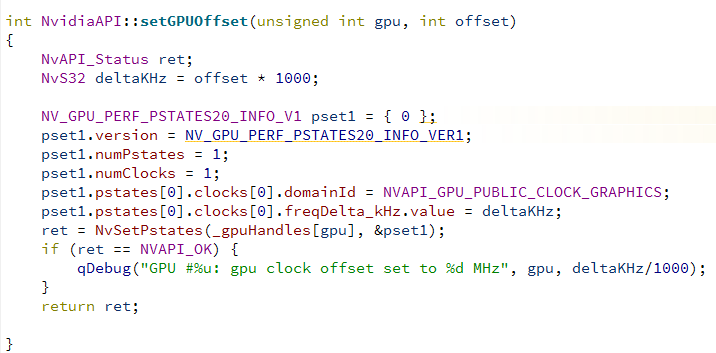 int NvidiaAPI::setGPUOffset(unsigned int gpu, int offset)
{
    NvAPI_Status ret;
    NvS32 deltaKHz = offset * 1000;

    NV_GPU_PERF_PSTATES20_INFO_V1 pset1 = { 0 };
    pset1.version = NV_GPU_PERF_PSTATES20_INFO_VER1;
    pset1.numPstates = 1;
    pset1.numClocks = 1;
    pset1.pstates[0].clocks[0].domainId = NVAPI_GPU_PUBLIC_CLOCK_GRAPHICS;
    pset1.pstates[0].clocks[0].freqDelta_kHz.value = deltaKHz;
    ret = NvSetPstates(_gpuHandles[gpu], &pset1);
    if (ret == NVAPI_OK) {
        qDebug("GPU #%u: gpu clock offset set to %d MHz", gpu, deltaKHz/1000);
    }
    return ret;

}